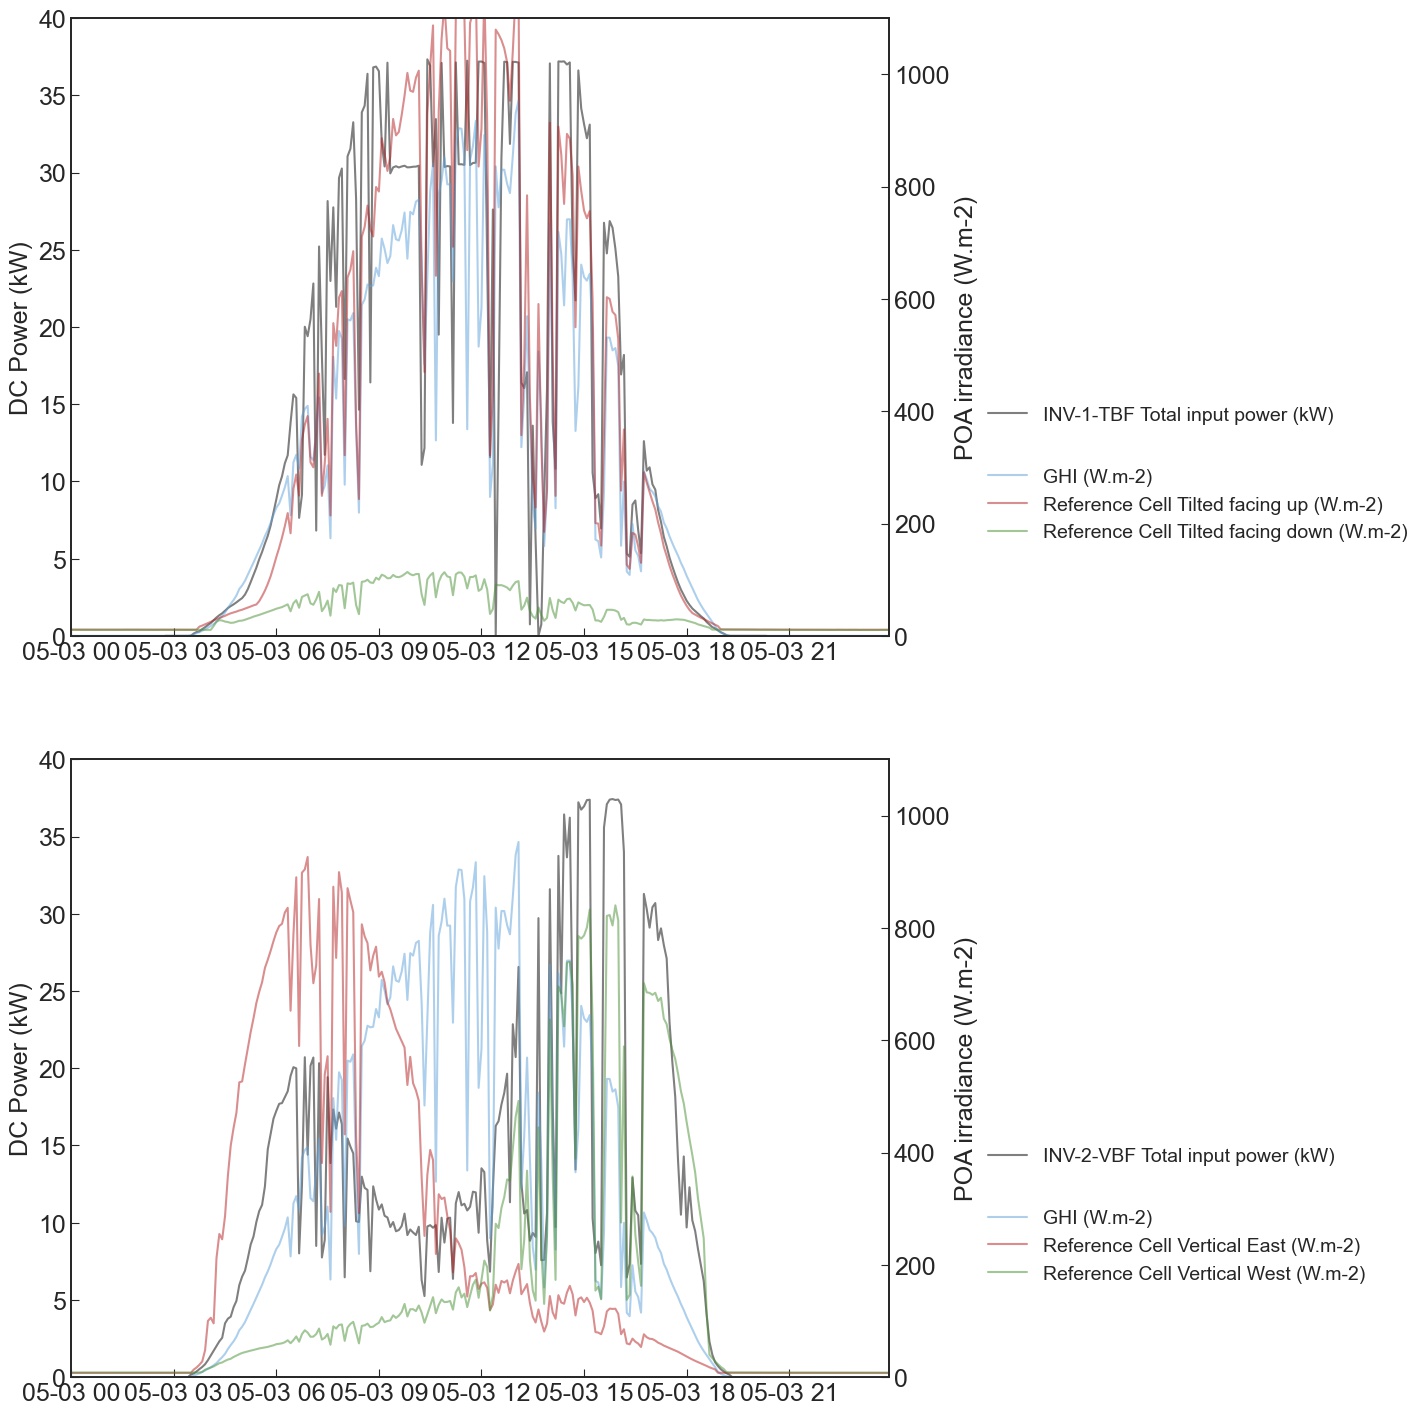 40
35
30
25
20
15
10
5
0
DC Power (kW)
1000
800
600
400
200
0
POA irradiance (W.m-2)
05-03 00 05-03 03 05-03 06 05-03 09 05-03 12 05-03 15 05-03 18 05-03 21
INV-1-TBF Total input power (kW)
GHI (W.m-2)
Reference Cell Tilted facing up (W.m-2)
Reference Cell Tilted facing down (W.m-2)
40
35
30
25
20
15
10
5
0
DC Power (kW)
1000
800
600
400
200
0
POA irradiance (W.m-2)
05-03 00 05-03 03 05-03 06 05-03 09 05-03 12 05-03 15 05-03 18 05-03 21
INV-2-VBF Total input power (kW)
GHI (W.m-2)
Reference Cell Vertical East (W.m-2)
Reference Cell Vertical West (W.m-2)